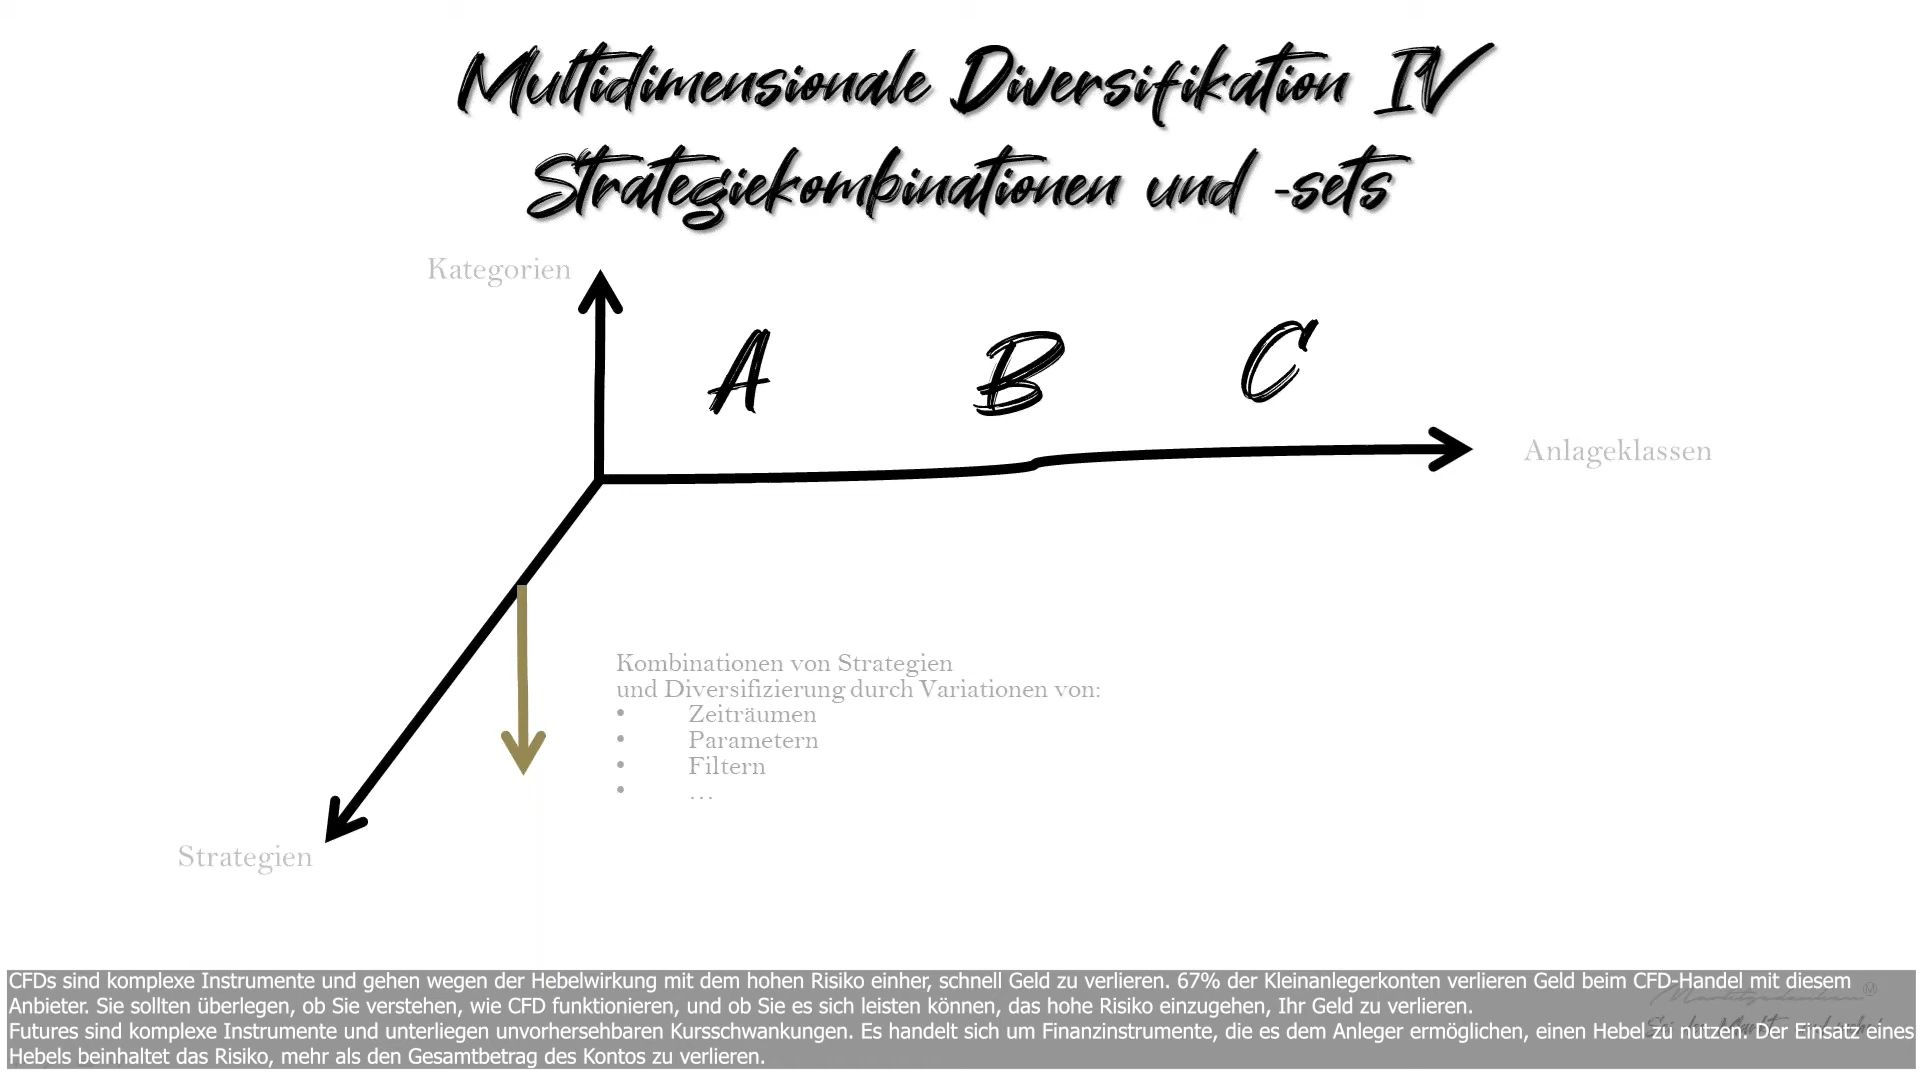 Multidimensionale Diversifikation IV
Strategiekombinationen und -sets
Kategorien
A B C
Anlageklassen
Kombinationen von Strategien
und Diversifizierung durch Variationen von:
• Zeiträumen
• Parametern
• Filtern
• ...
Strategien
CFDs sind komplexe Instrumente und gehen wegen der Hebelwirkung mit dem hohen Risiko einher, schnell Geld zu verlieren. 67% der Kleinanlegerkonten verlieren Geld beim CFD-Handel mit diesem
Anbieter. Sie sollten überlegen, ob Sie verstehen, wie CFD funktionieren, und ob Sie es sich leisten können, das hohe Risiko einzugehen, Ihr Geld zu verlieren.
Futures sind komplexe Instrumente und unterliegen unvorhersehbaren Kursschwankungen. Es handelt sich um Finanzinstrumente, die es dem Anleger ermöglichen, einen Hebel zu nutzen. Der Einsatz eines
Hebels beinhaltet das Risiko, mehr als den Gesamtbetrag des Kontos zu verlieren.